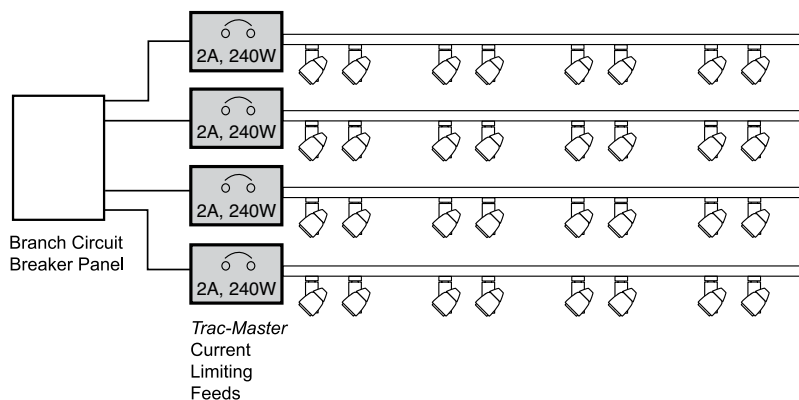 2A, 240W
2A, 240W
2A, 240W
2A, 240W
Branch Circuit
Breaker Panel
Trac-Master
Current
Limiting
Feeds